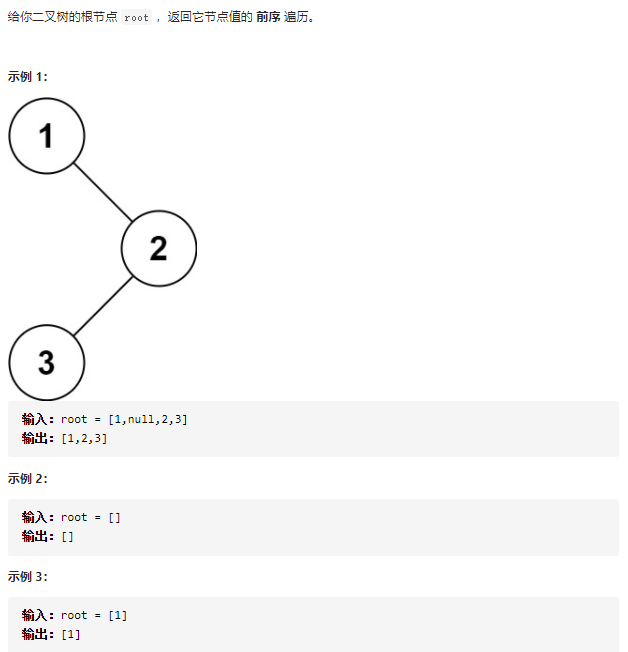 给你二叉树的根节点 root ，返回它节点值的 前序 遍历。
示例 1：
1
2
3
输入：root = [1,null,2,3]
输出：[1,2,3]
示例 2：
输入：root = []
输出：[]
示例 3：
输入：root = [1]
输出：[1]